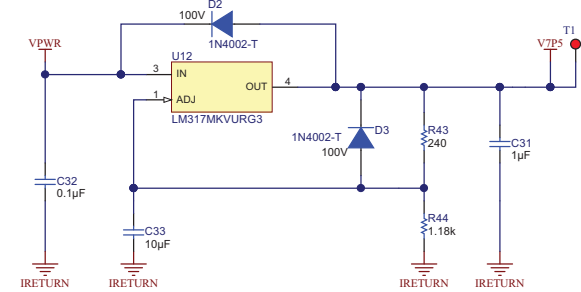 D2
100V
1N4002-T
VPWR
V7P5
T1
U12
3
IN
OUT
4
1
ADJ
LM317MKVURG3
1N4002-T
D3
100V
R43
240
C31
1µF
C32
0.1µF
C33
10µF
R44
1.18k
IRETURN
IRETURN
IRETURN
IRETURN